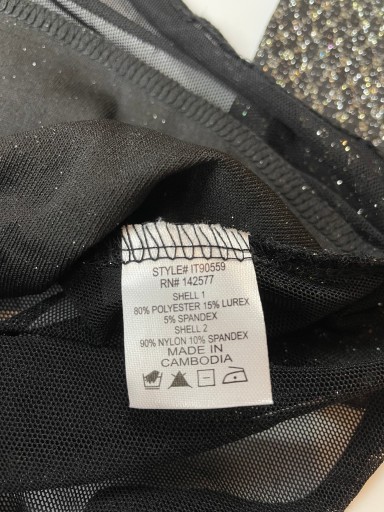 STYLE# IT90559
RN# 142577
SHELL 1
80% POLYESTER 15% LUREX
5% SPANDEX
SHELL 2
90% NYLON 10% SPANDEX
MADE IN
CAMBODIA